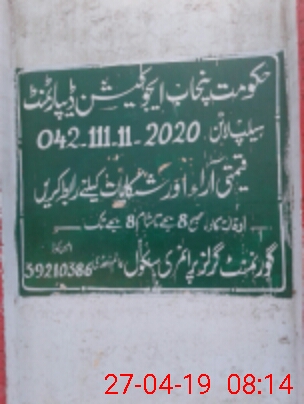 حکومت پنجاب ایجوکیشن ڈیپارٹمنٹ
ہیلپ لائن 042-111-11-2020
قیمتی آراء اور شکایات کیلئے رابطہ کریں
اوقات کار صبح 8 بجے تا شام 8 بجے تک
گورنمنٹ گرلز پرائمری سکول 39210386
27-04-19 08:14